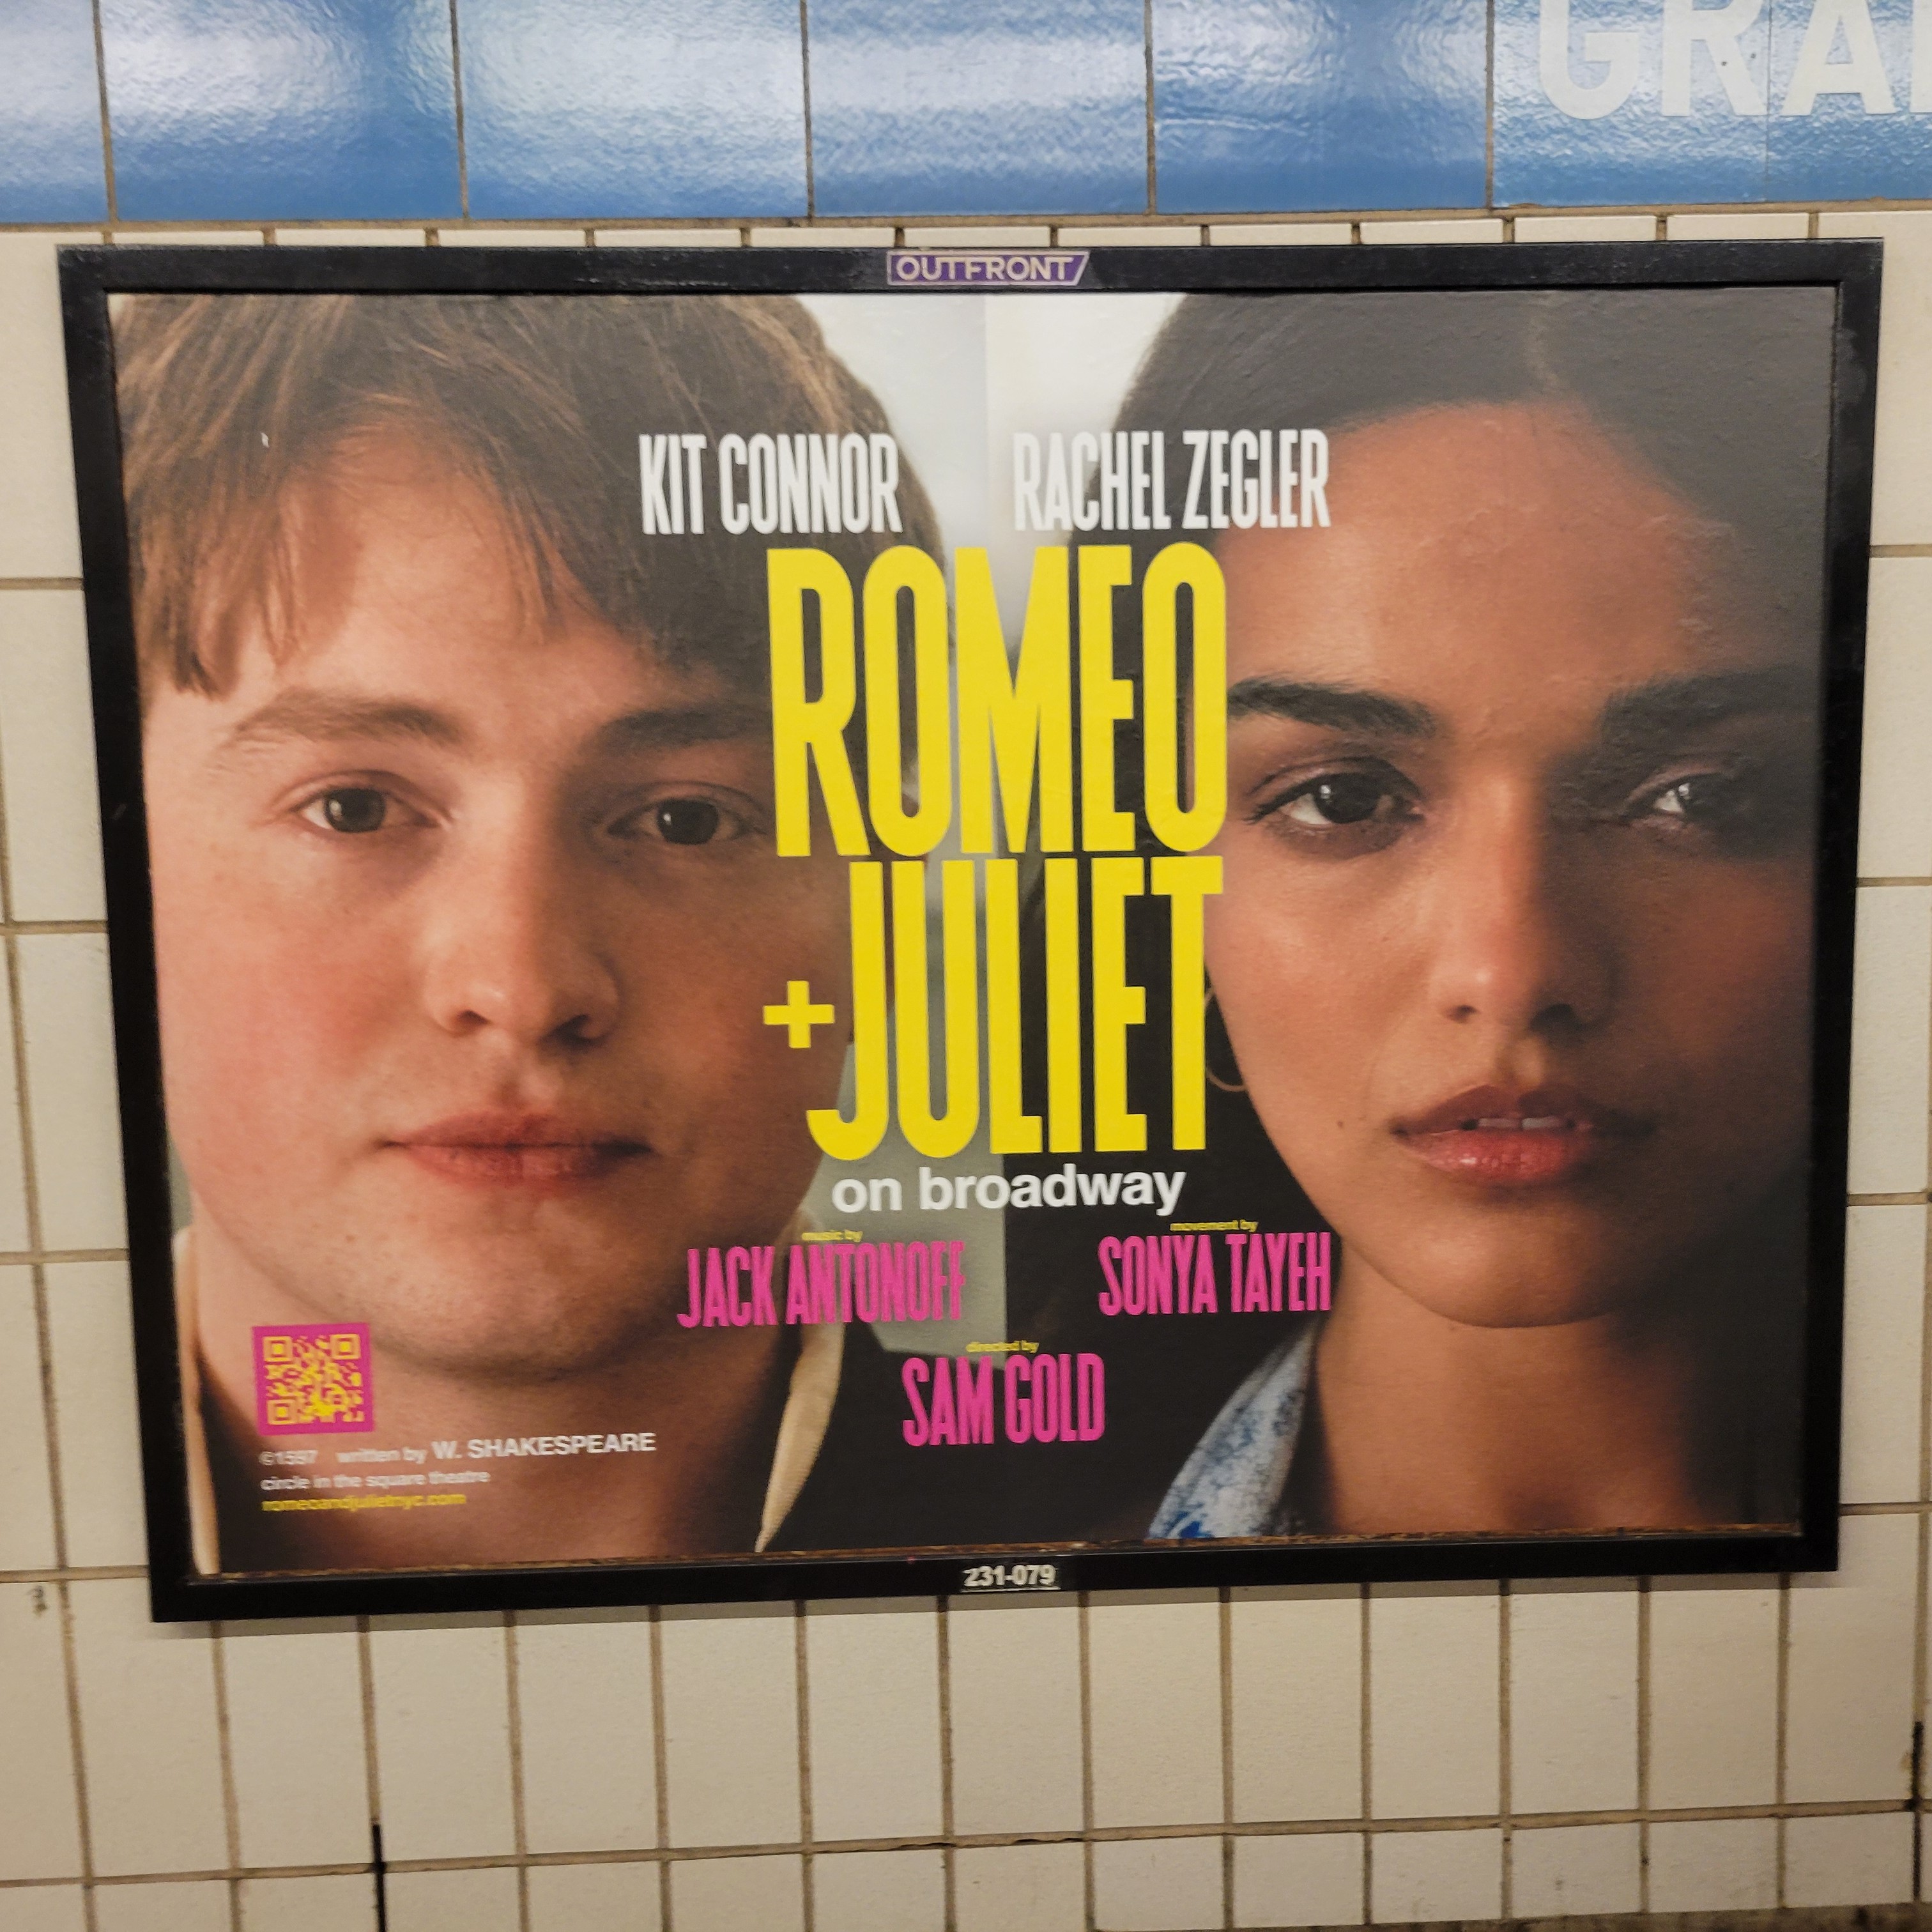 GRA
OUTFRONT
KIT CONNOR RACHEL ZEGLER
ROMEO
+JULIET
on broadway
music by
JACK ANTONOFF
movement by
SONYA TAYEH
directed by
SAM GOLD
©1597 written by W. SHAKESPEARE
circle in the square theatre
romeoandjulietnyc.com
231-079